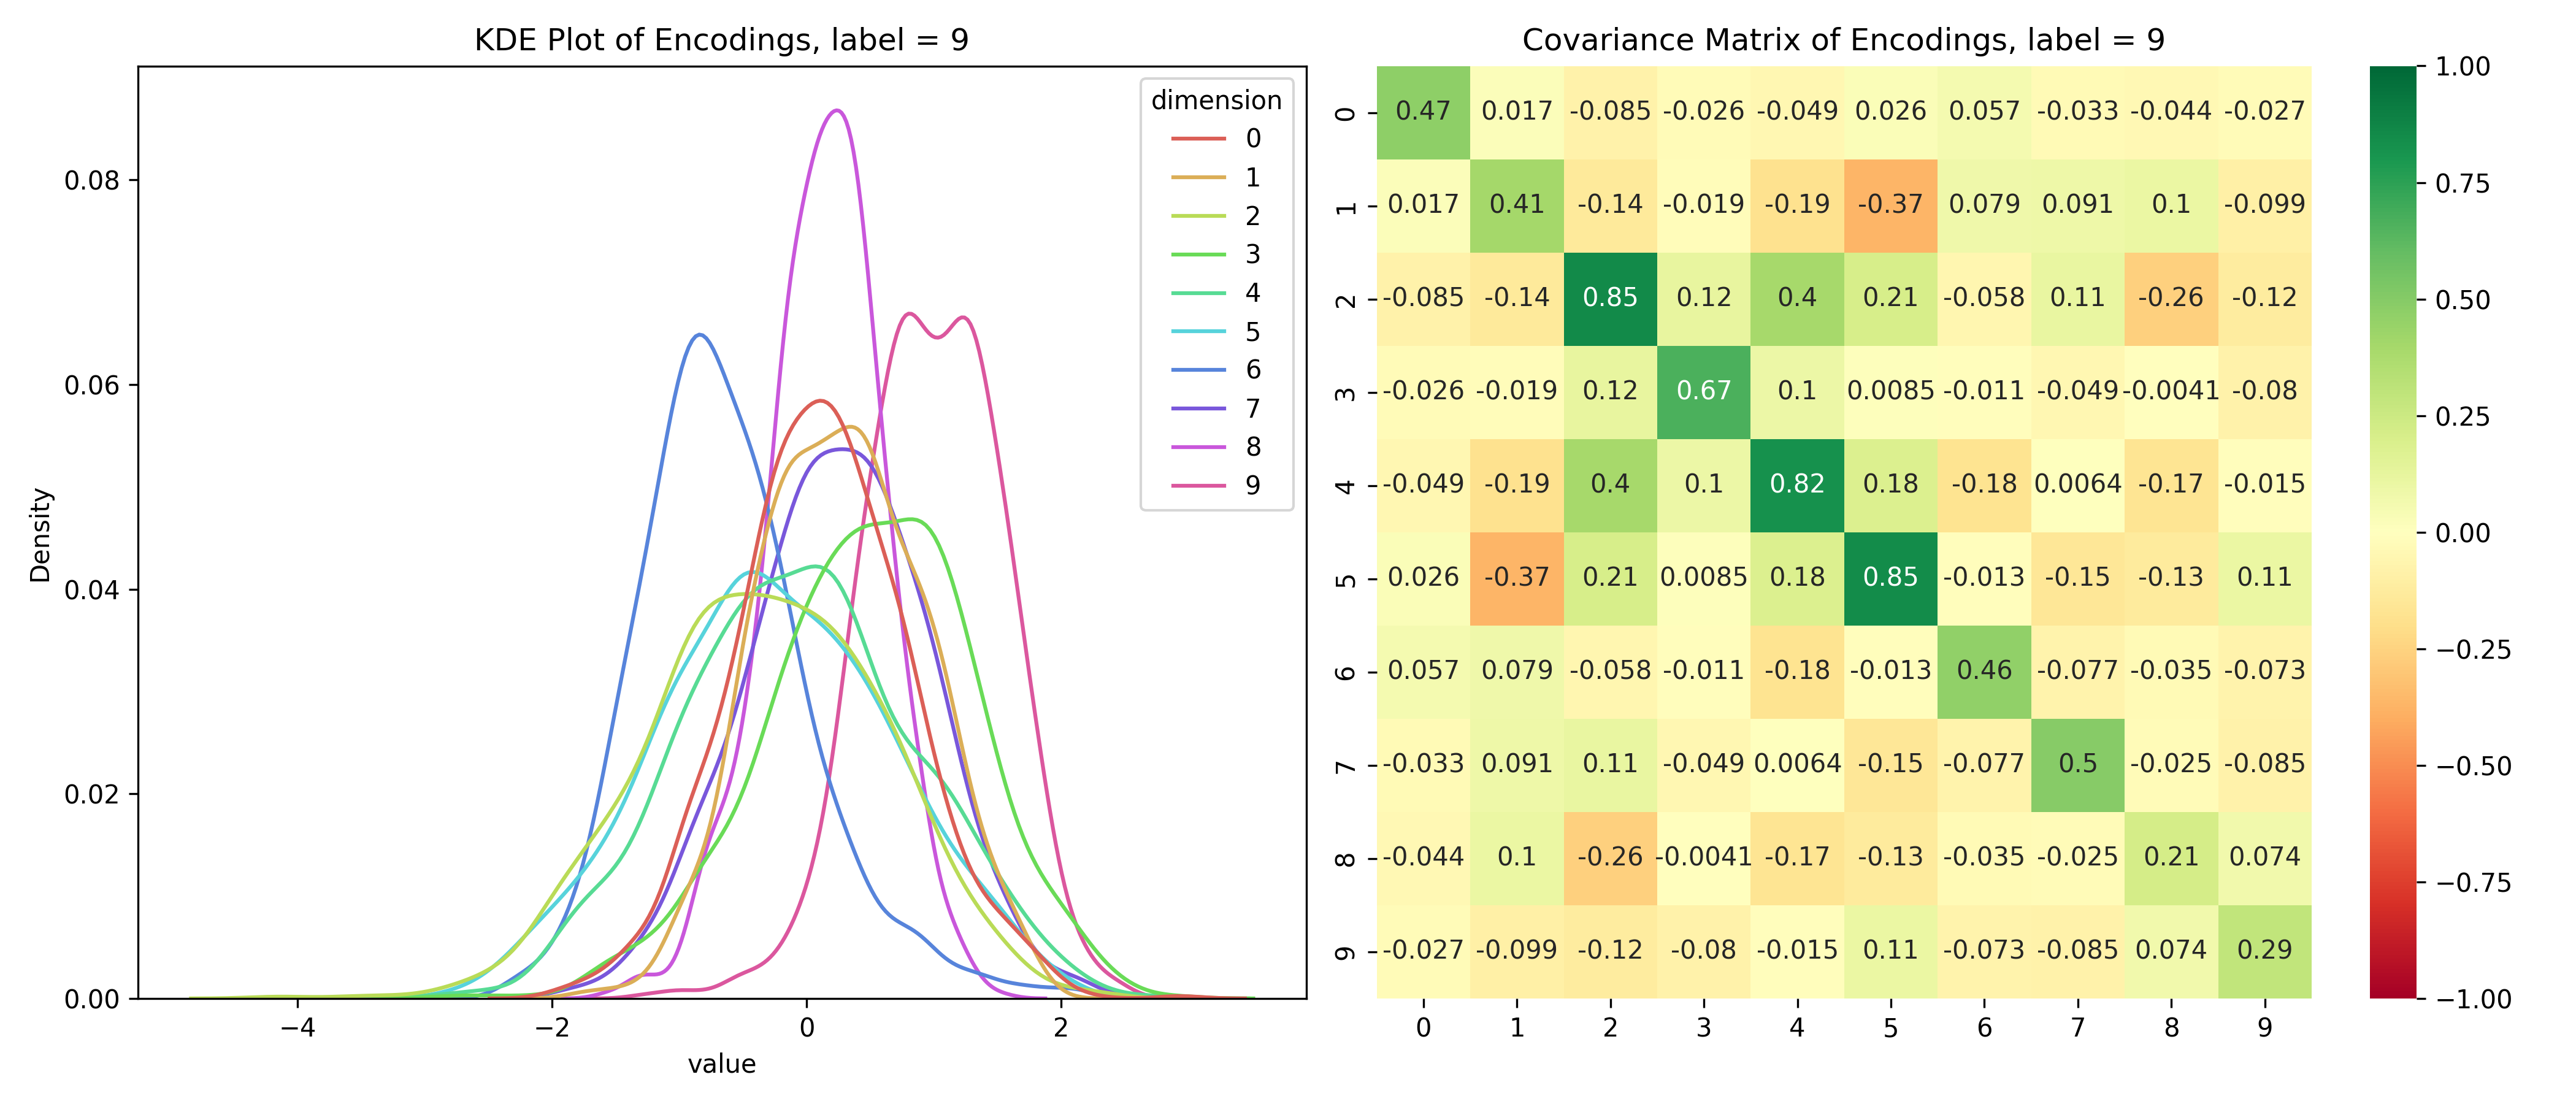 KDE Plot of Encodings, label = 9
Density
0.08
0.06
0.04
0.02
0.00
−4 −2 0 2
value
dimension
0
1
2
3
4
5
6
7
8
9
Covariance Matrix of Encodings, label = 9
0 0.47 0.017 -0.085 -0.026 -0.049 0.026 0.057 -0.033 -0.044 -0.027
1 0.017 0.41 -0.14 -0.019 -0.19 -0.37 0.079 0.091 0.1 -0.099
2 -0.085 -0.14 0.85 0.12 0.4 0.21 -0.058 0.11 -0.26 -0.12
3 -0.026 -0.019 0.12 0.67 0.1 0.0085 -0.011 -0.049 -0.0041 -0.08
4 -0.049 -0.19 0.4 0.1 0.82 0.18 -0.18 0.0064 -0.17 -0.015
5 0.026 -0.37 0.21 0.0085 0.18 0.85 -0.013 -0.15 -0.13 0.11
6 0.057 0.079 -0.058 -0.011 -0.18 -0.013 0.46 -0.077 -0.035 -0.073
7 -0.033 0.091 0.11 -0.049 0.0064 -0.15 -0.077 0.5 -0.025 -0.085
8 -0.044 0.1 -0.26 -0.0041 -0.17 -0.13 -0.035 -0.025 0.21 0.074
9 -0.027 -0.099 -0.12 -0.08 -0.015 0.11 -0.073 -0.085 0.074 0.29
0 1 2 3 4 5 6 7 8 9
1.00
0.75
0.50
0.25
0.00
−0.25
−0.50
−0.75
−1.00